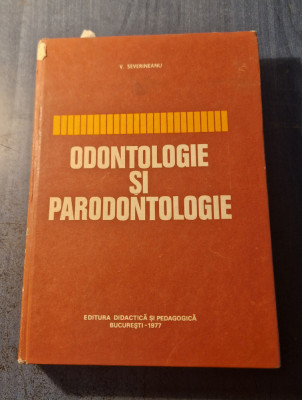 V. SEVERINEANU
ODONTOLOGIE
ȘI
PARODONTOLOGIE
EDITURA DIDACTICĂ ȘI PEDAGOGICĂ
BUCUREȘTI-1977